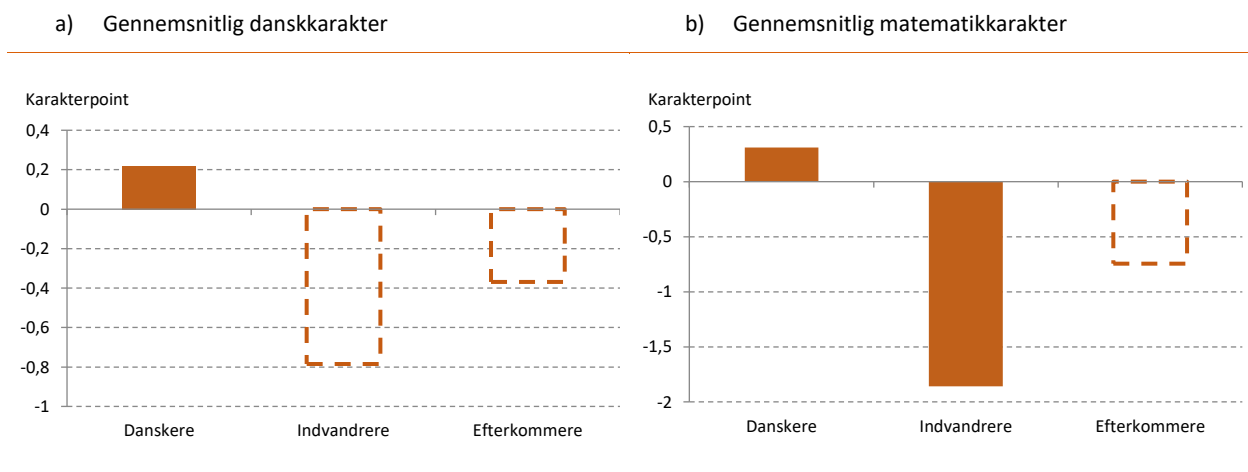 a) Gennemsnitlig danskkarakter
Karakterpoint
0,4
0,2
0
-0,2
-0,4
-0,6
-0,8
-1
Danskere Indvandrere Efterkommere
b) Gennemsnitlig matematikkarakter
Karakterpoint
0,5
0
-0,5
-1
-1,5
-2
Danskere Indvandrere Efterkommere